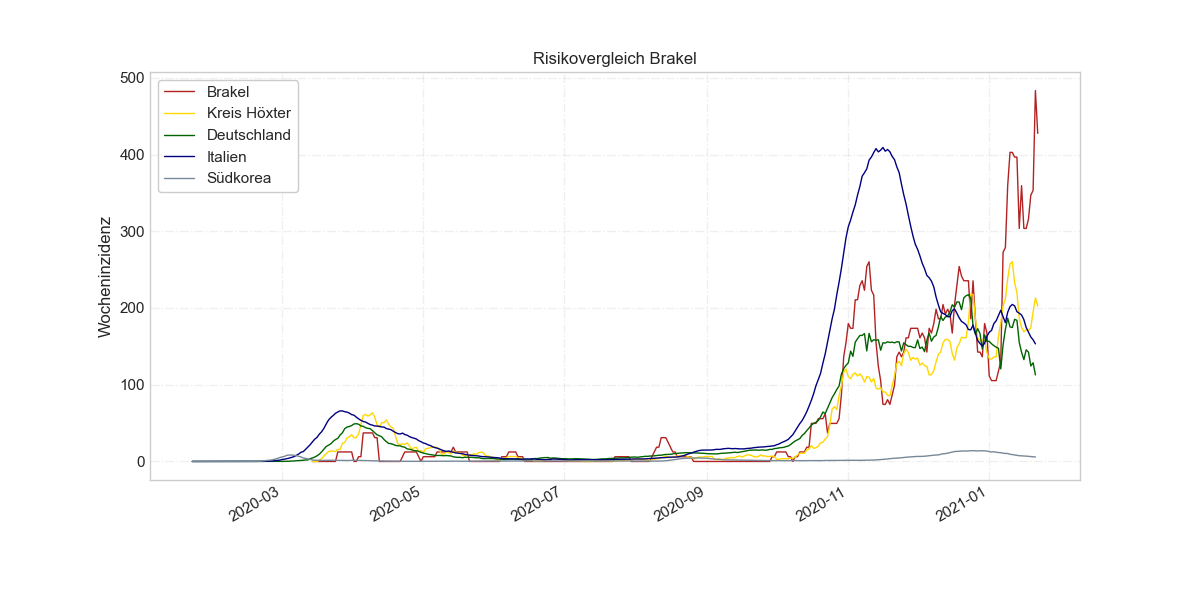 Risikovergleich Brakel
Brakel
Kreis Höxter
Deutschland
Italien
Südkorea
Wocheninzidenz
500
400
300
200
100
0
2020-03
2020-05
2020-07
2020-09
2020-11
2021-01